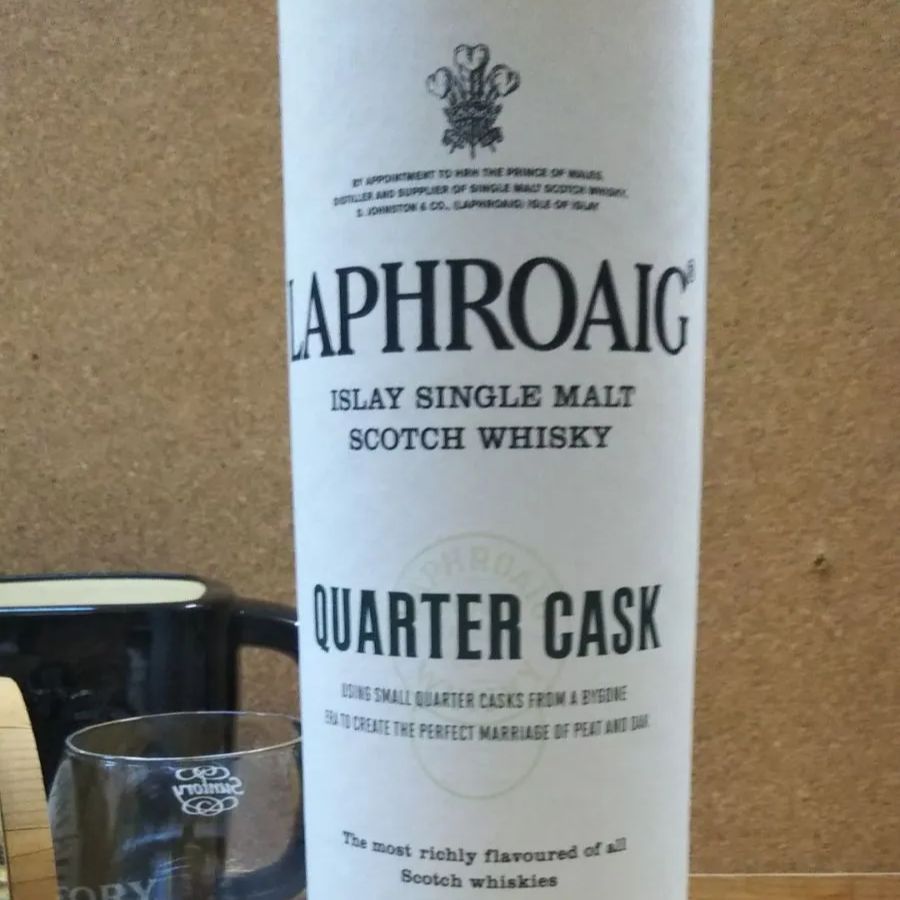 BY APPOINTMENT TO HRH THE PRINCE OF WALES,
DISTILLER AND SUPPLIER OF SINGLE MALT SCOTCH WHISKY,
D. JOHNSTON & CO., (LAPHROAIG) ISLE OF ISLAY
LAPHROAIG®
ISLAY SINGLE MALT
SCOTCH WHISKY
LAPHROAIG
QUARTER CASK
USING SMALL QUARTER CASKS FROM A BYGONE
ERA TO CREATE THE PERFECT MARRIAGE OF PEAT AND OAK
The most richly flavoured of all
Scotch whiskies
Suntory
TORY